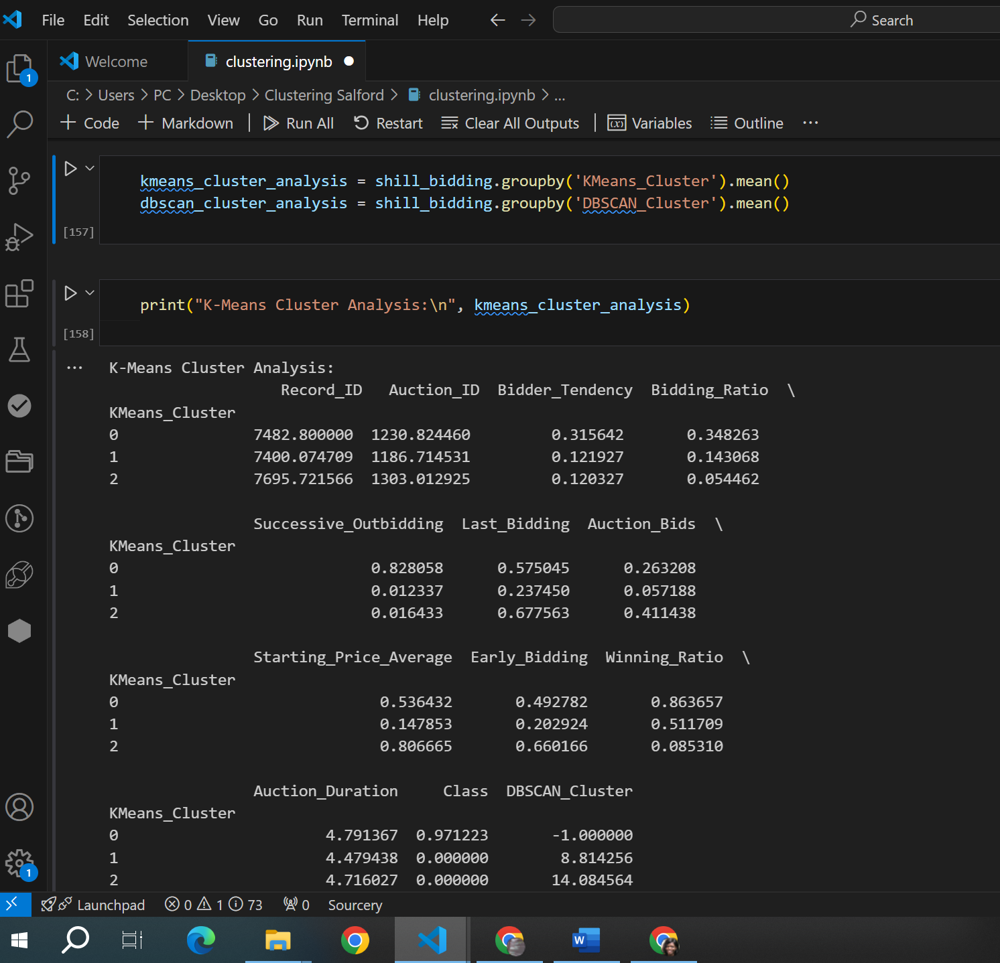 File Edit Selection View Go Run Terminal Help Search
Welcome clustering.ipynb
1
C: > Users > PC > Desktop > Clustering Salford > clustering.ipynb > ...
Code Markdown Run All Restart Clear All Outputs Variables Outline ...
kmeans_cluster_analysis = shill_bidding.groupby('KMeans_Cluster').mean()
dbscan_cluster_analysis = shill_bidding.groupby('DBSCAN_Cluster').mean()
[157]
print("K-Means Cluster Analysis:\n", kmeans_cluster_analysis)
[158]
... K-Means Cluster Analysis:
Record_ID Auction_ID Bidder_Tendency Bidding_Ratio \
KMeans_Cluster
0 7482.800000 1230.824460 0.315642 0.348263
1 7400.074709 1186.714531 0.121927 0.143068
2 7695.721566 1303.012925 0.120327 0.054462
Successive_Outbidding Last_Bidding Auction_Bids \
KMeans_Cluster
0 0.828058 0.575045 0.263208
1 0.012337 0.237450 0.057188
2 0.016433 0.677563 0.411438
Starting_Price_Average Early_Bidding Winning_Ratio \
KMeans_Cluster
0 0.536432 0.492782 0.863657
1 0.147853 0.202924 0.511709
2 0.806665 0.660166 0.085310
Auction_Duration Class DBSCAN_Cluster
KMeans_Cluster
0 4.791367 0.971223 -1.000000
1 4.479438 0.000000 8.814256
2 4.716027 0.000000 14.084564
1
Launchpad 0 1 73 0 Sourcery
W